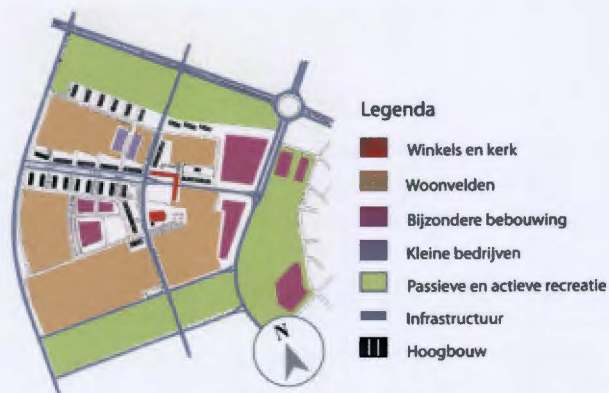 Legenda
Winkels en kerk
Woonvelden
Bijzondere bebouwing
Kleine bedrijven
Passieve en actieve recreatie
Infrastructuur
Hoogbouw
N